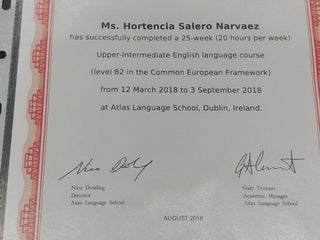 Ms. Hortencia Salero Narvaez
has successfully completed a 25-week (20 hours per week)
Upper-Intermediate English language course
(level B2 in the Common European Framework)
from 12 March 2018 to 3 September 2018
at Atlas Language School, Dublin, Ireland.
Nico Dowling
Director
Atlas Language School
Gary
Academic Manager
Atlas Language School
AUGUST 2018